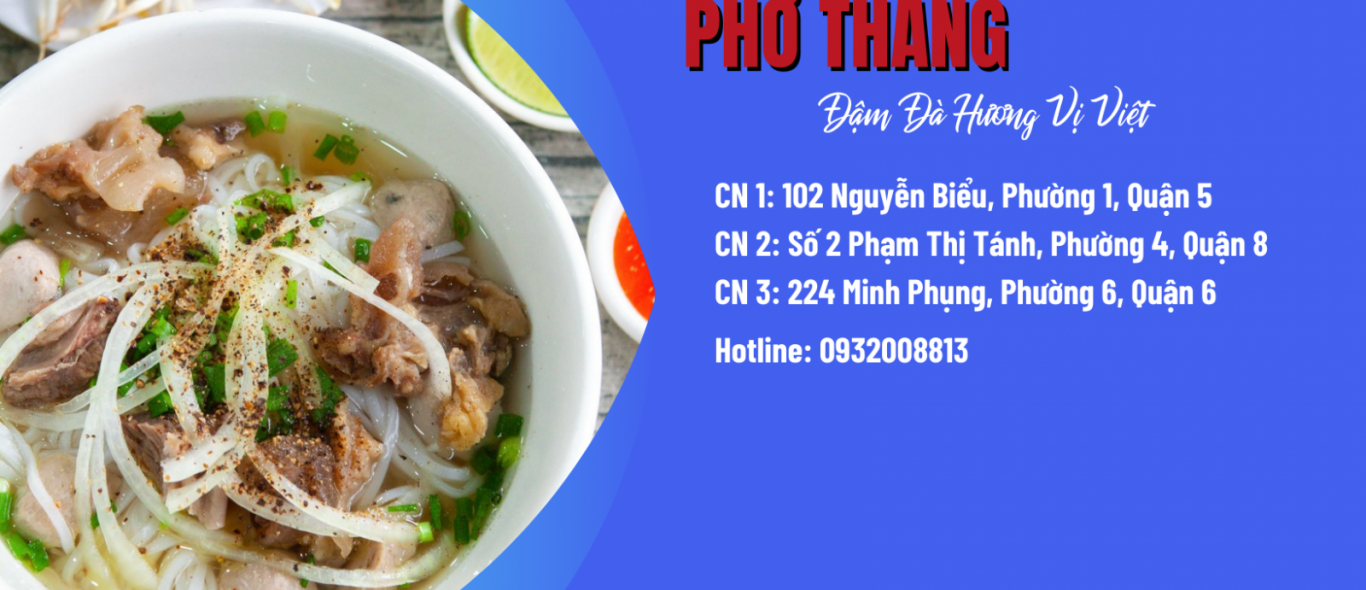 PHỞ THẮNG
Đậm Đà Hương Vị Việt
CN 1: 102 Nguyễn Biểu, Phường 1, Quận 5
CN 2: Số 2 Phạm Thị Tánh, Phường 4, Quận 8
CN 3: 224 Minh Phụng, Phường 6, Quận 6
Hotline: 0932008813